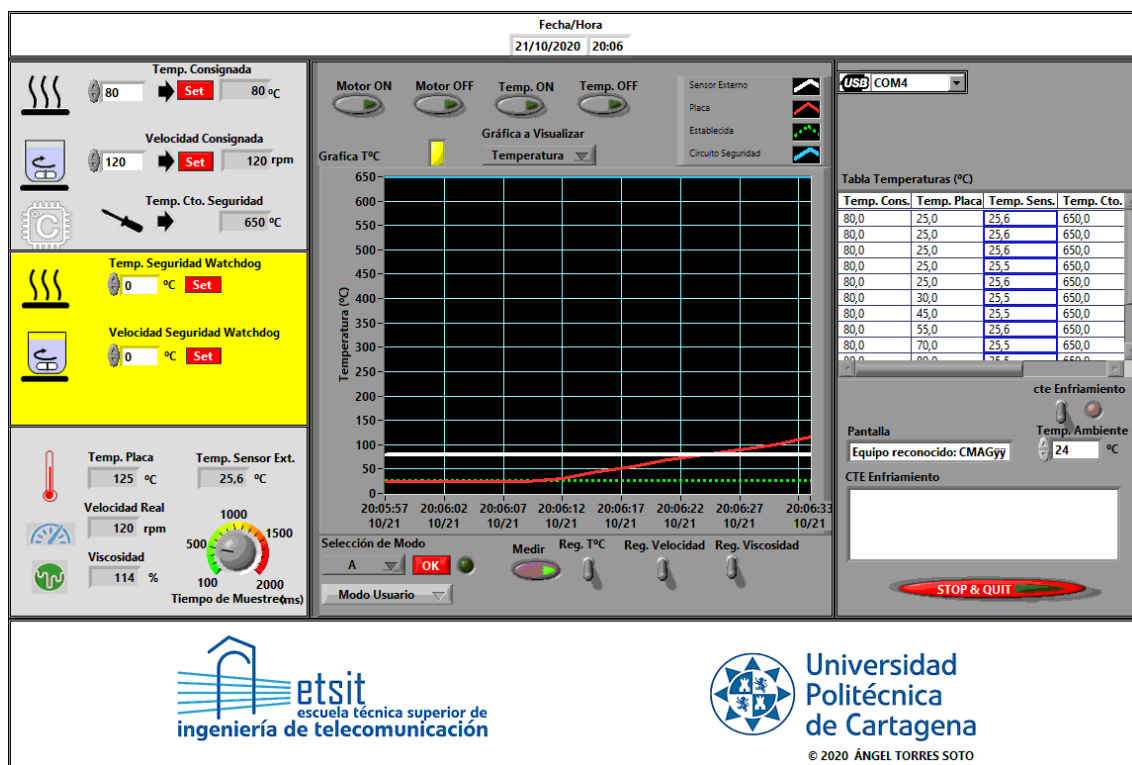 Fecha/Hora
21/10/2020 20:06
Temp. Consignada
80 Set 80 ºC
Velocidad Consignada
120 Set 120 rpm
Temp. Cto. Seguridad
650 ºC
Temp. Seguridad Watchdog
0 ºC Set
Velocidad Seguridad Watchdog
0 ºC Set
Temp. Placa Temp. Sensor Ext.
125 ºC 25,6 ºC
Velocidad Real
120 rpm
Viscosidad
114 %
1000
500 1500
100 2000
Tiempo de Muestreo(ms)
Motor ON Motor OFF Temp. ON Temp. OFF
Sensor Externo
Placa
Establecida
Circuito Seguridad
Gráfica a Visualizar
Grafica TºC Temperatura
Temperatura (ºC)
650
600
550
500
450
400
350
300
250
200
150
100
50
0
20:05:57 20:06:02 20:06:07 20:06:12 20:06:17 20:06:22 20:06:27 20:06:33
10/21 10/21 10/21 10/21 10/21 10/21 10/21 10/21
Selección de Modo Medir Reg. TºC Reg. Velocidad Reg. Viscosidad
A OK
Modo Usuario
USB COM4
Tabla Temperaturas (ºC)
Temp. Cons. Temp. Placa Temp. Sens. Temp. Cto.
80,0 25,0 25,6 650,0
80,0 25,0 25,6 650,0
80,0 25,0 25,6 650,0
80,0 25,0 25,5 650,0
80,0 25,0 25,6 650,0
80,0 30,0 25,5 650,0
80,0 45,0 25,5 650,0
80,0 55,0 25,6 650,0
80,0 70,0 25,5 650,0
cte Enfriamiento
Pantalla Temp. Ambiente
Equipo reconocido: CMAGÿÿ 24 ºC
CTE Enfriamiento
STOP & QUIT
etsit
escuela técnica superior de
ingeniería de telecomunicación
Universidad
Politécnica
de Cartagena
© 2020 ÁNGEL TORRES SOTO